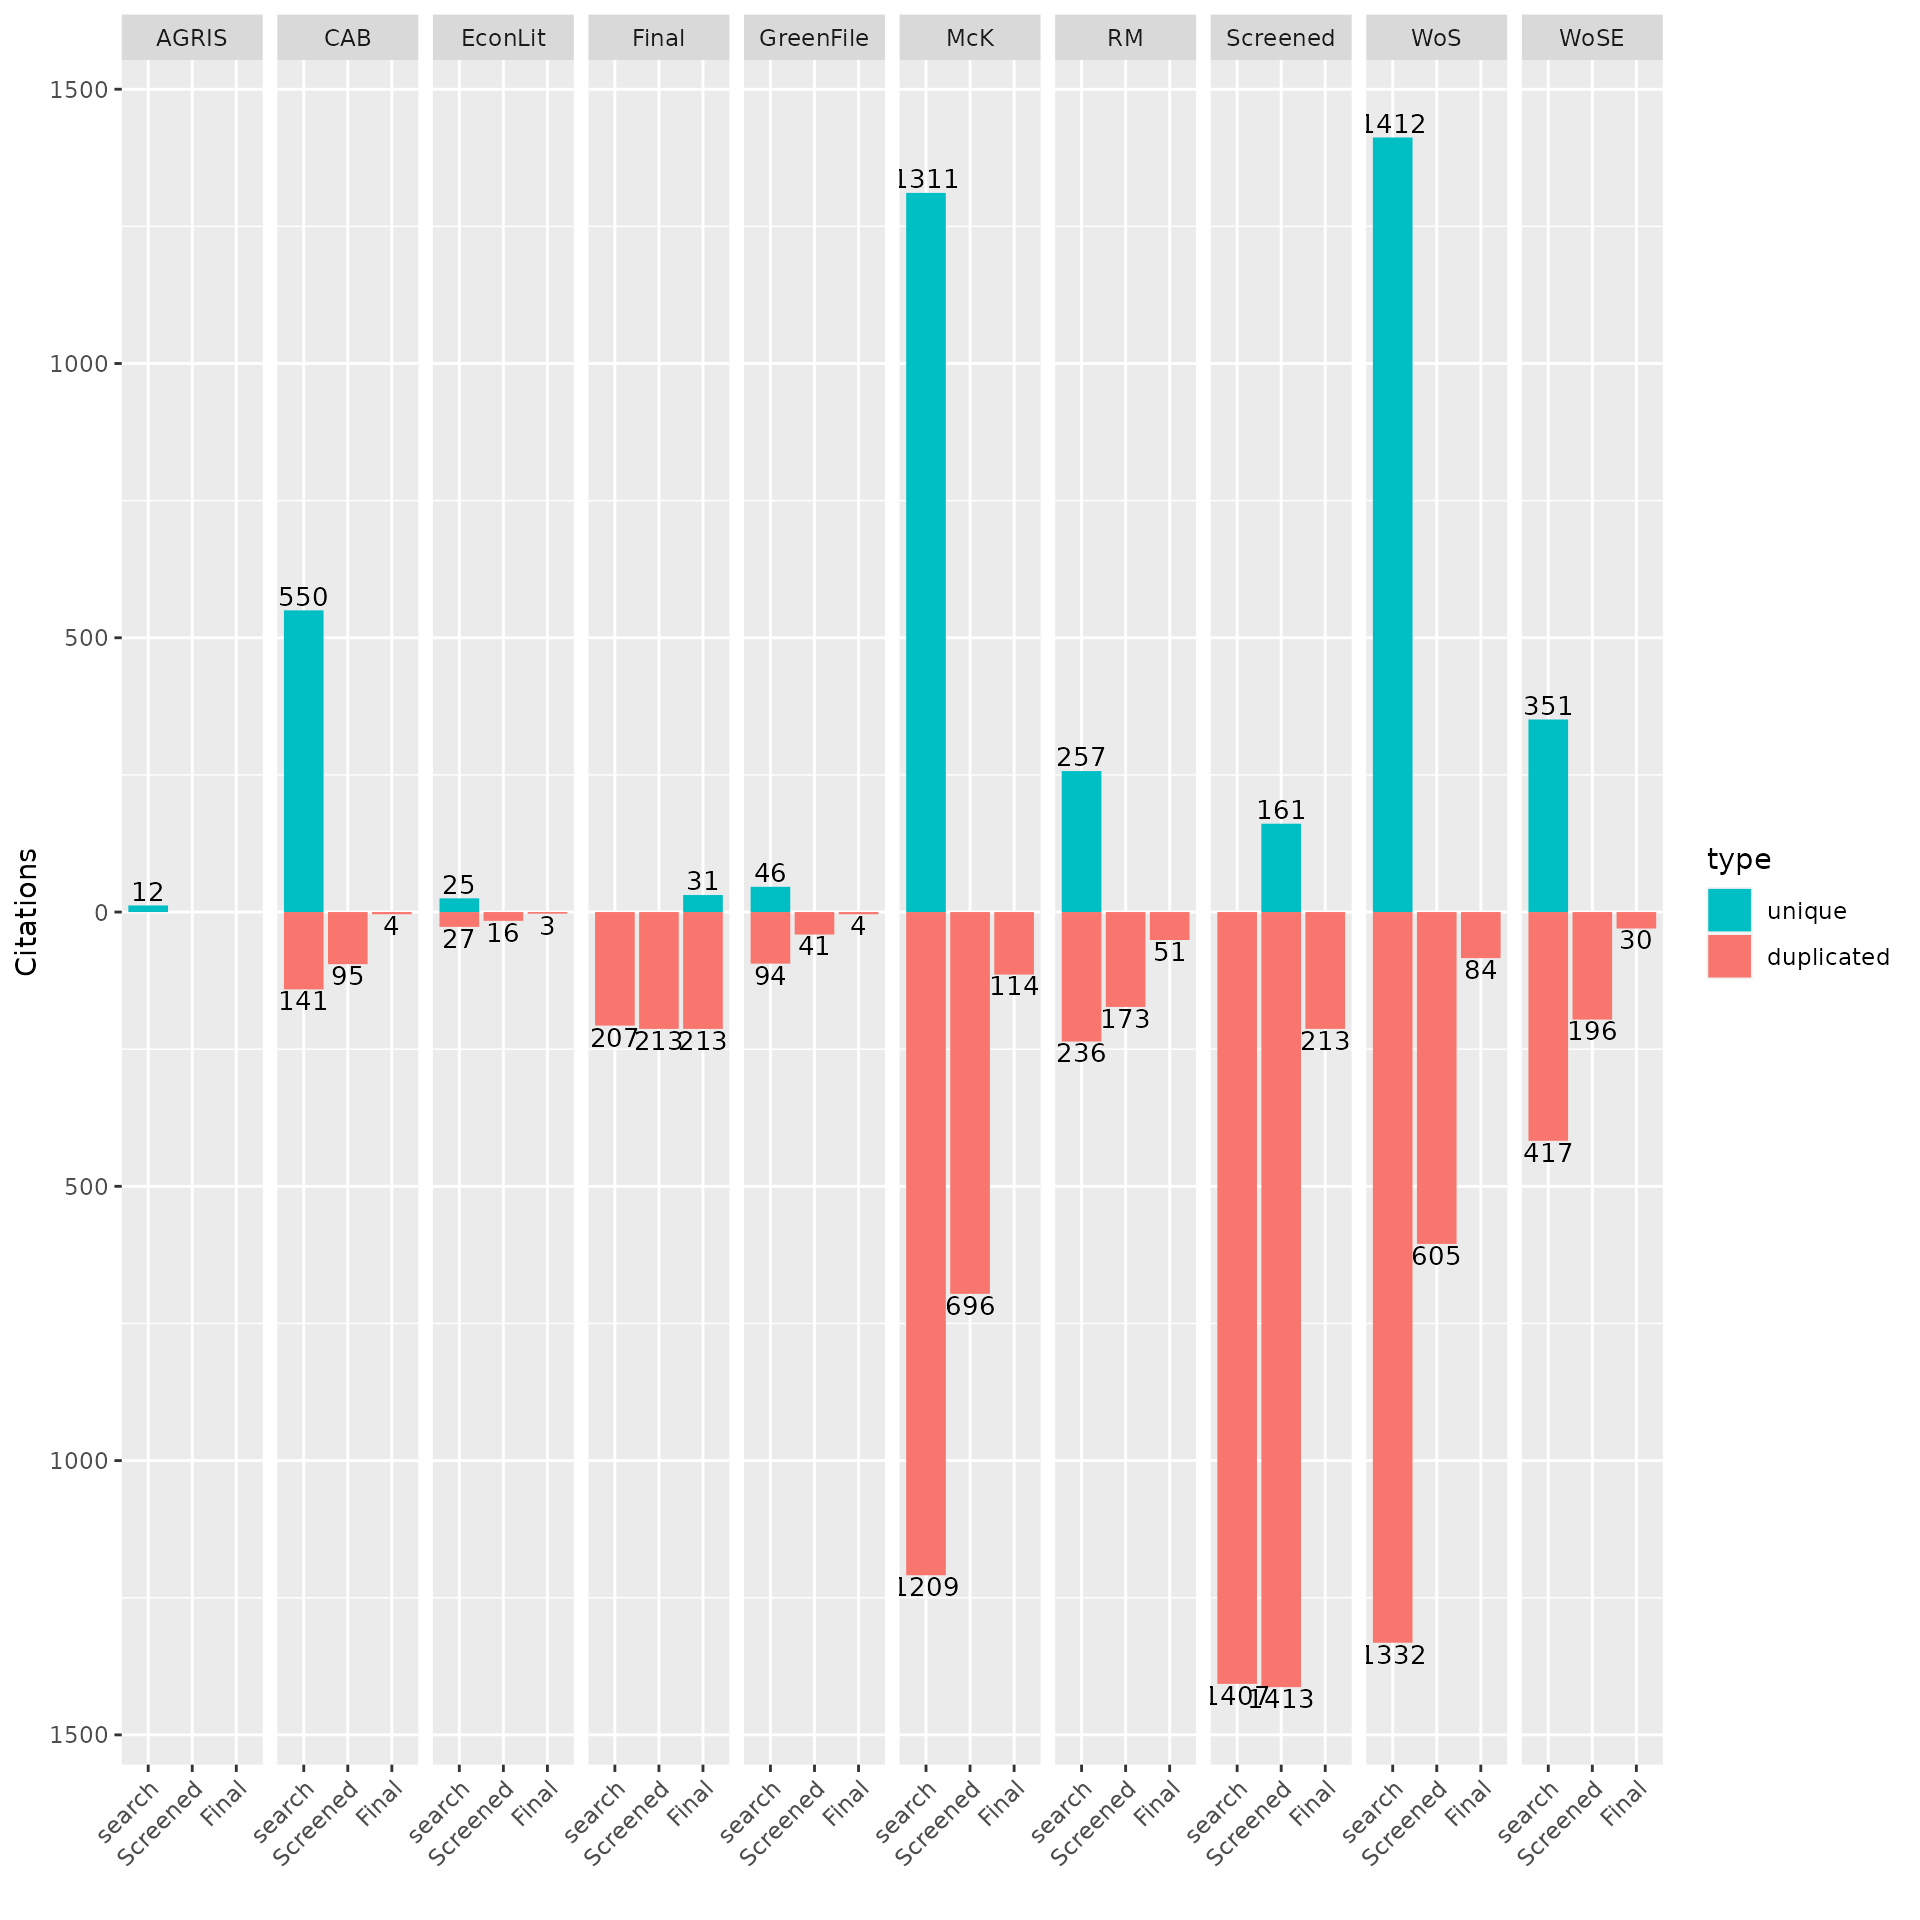 AGRIS CAB EconLit Final GreenFile McK RM Screened WoS WoSE
1500
1412
1311
1000
550
500
351
257
161
12 25 31 46
0
27 16 3
4
141 95
207 213 213
94 41 4
114
236 173 51
213
84
196 30
417
500
605
696
1000
1209
1332
1407 1413
1500
Citations
type
unique
duplicated
search Screened Final search Screened Final search Screened Final search Screened Final search Screened Final search Screened Final search Screened Final search Screened Final search Screened Final search Screened Final